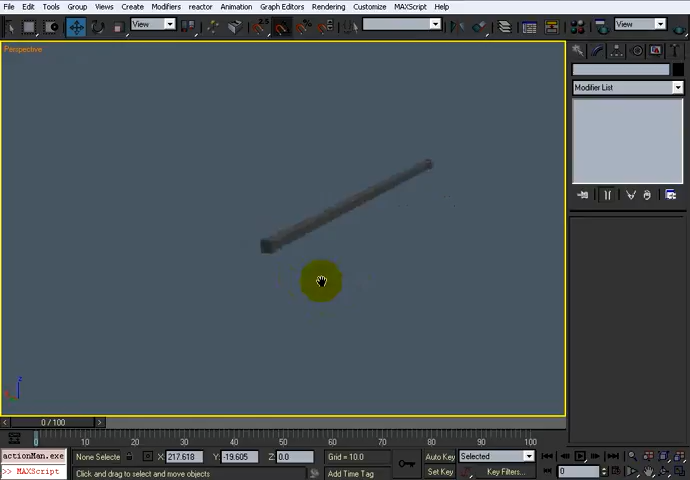 File Edit Tools Group Views Create Modifiers reactor Animation Graph Editors Rendering Customize MAXScript Help
View
View
Perspective
Modifier List
0 / 100
0 10 20 30 40 50 60 70 80 90 100
actionMan.exe
None Selecte X: 217.618 Y: -19.605 Z: 0.0 Grid = 10.0 Auto Key Selected
>> MAXScript Click and drag to select and move objects Add Time Tag Set Key Key Filters... 0